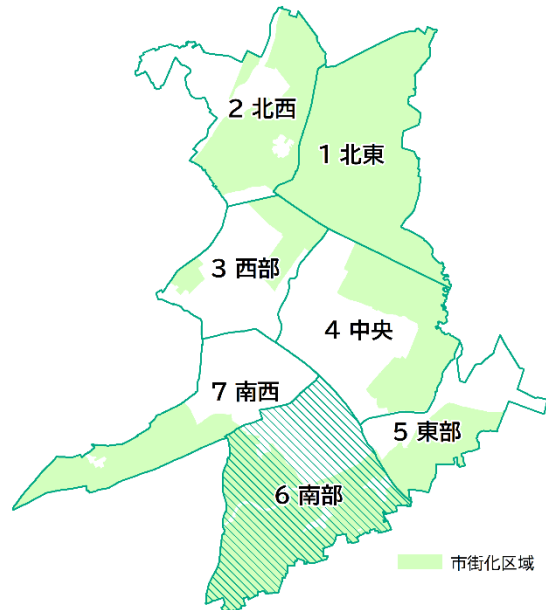 2 北西
1 北東
3 西部
4 中央
7 南西
5 東部
6 南部
市街化区域